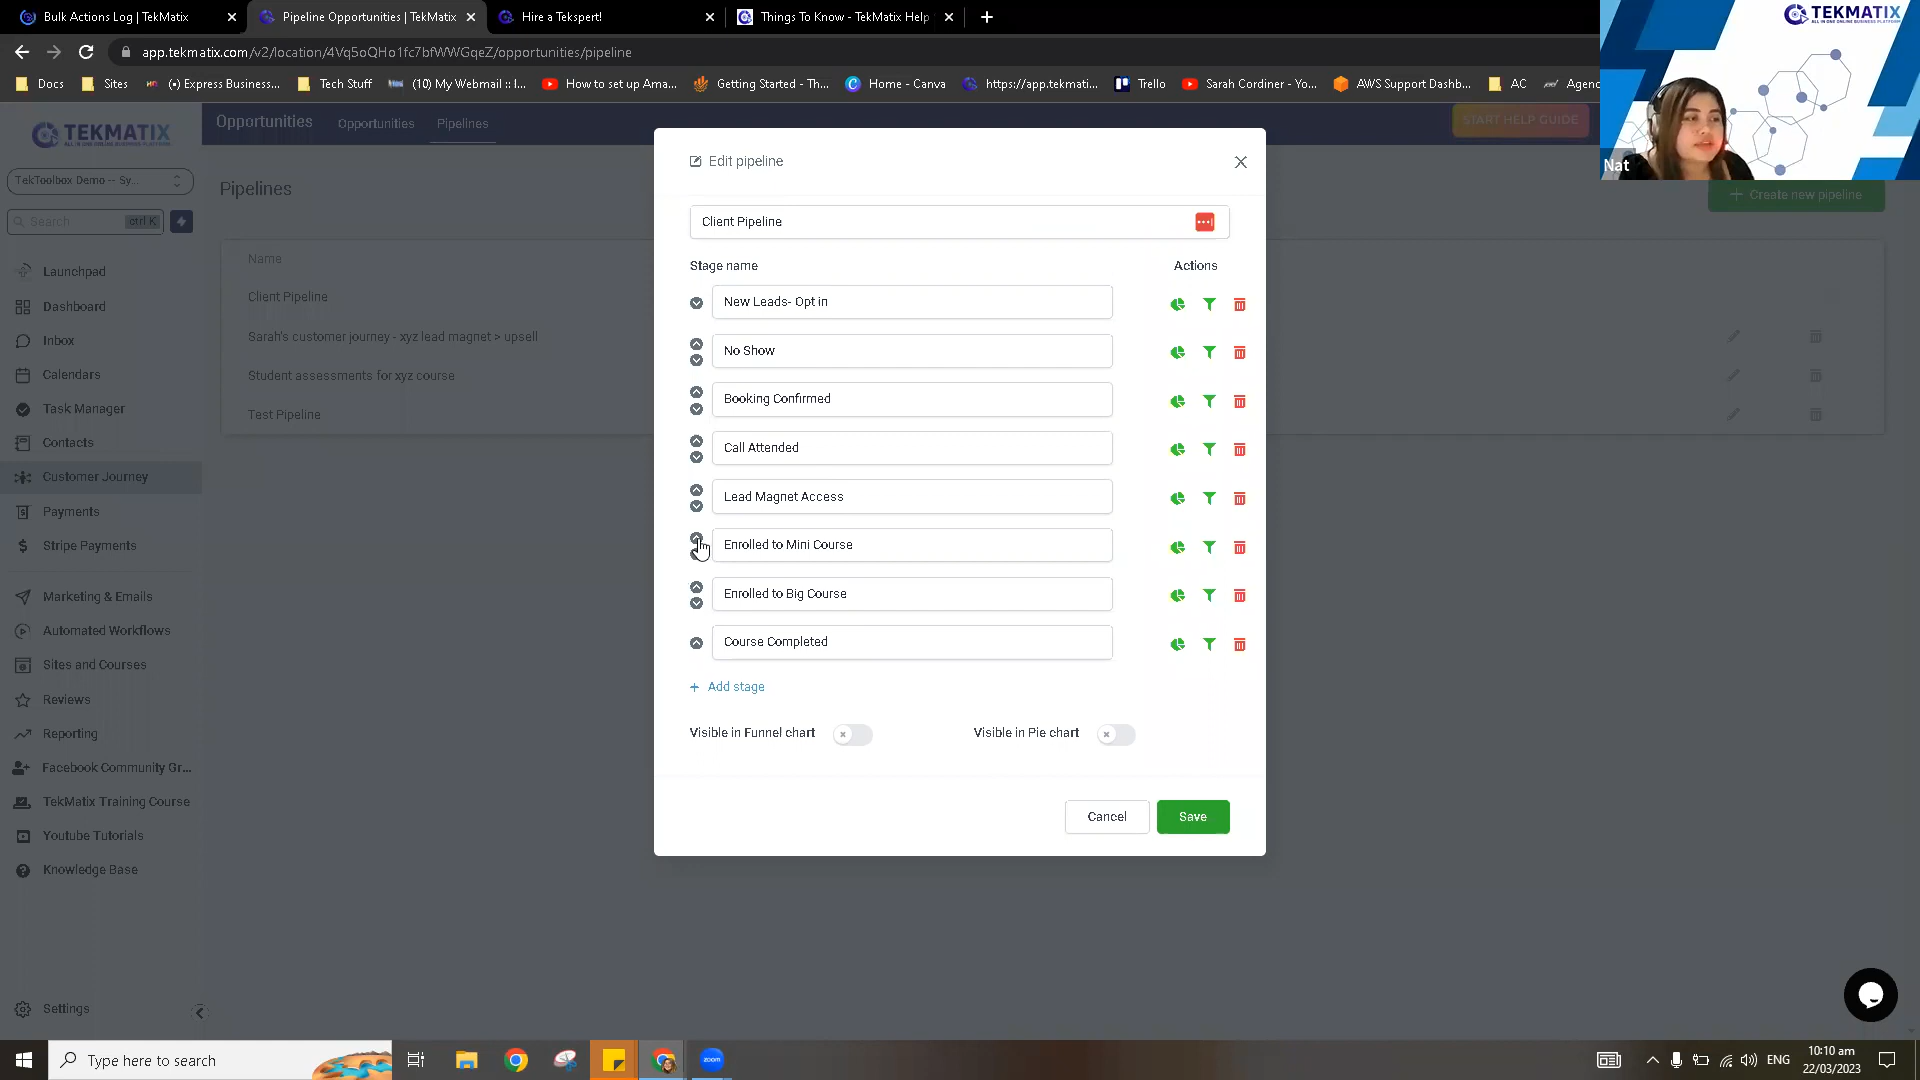 Bulk Actions Log | TekMatix
Pipeline Opportunities | TekMatix
Hire a Tekspert!
Things To Know - TekMatix Help
app.tekmatix.com/v2/location/4Vq5oQHo1fc7bfWWGqeZ/opportunities/pipeline
Docs
Sites
(•) Express Business...
Tech Stuff
(10) My Webmail :: I...
How to set up Ama...
Getting Started - Th...
Home - Canva
https://app.tekmati...
Trello
Sarah Cordiner - Yo...
AWS Support Dashb...
AC
Agenc
TEKMATIX
ALL IN ONE ONLINE BUSINESS PLATFORM
Nat
TEKMATIX
ALL IN ONE ONLINE BUSINESS PLATFORM
Opportunities
Opportunities
Pipelines
START HELP GUIDE
TekToolbox Demo -- Sy...
Search
ctrl K
Launchpad
Dashboard
Inbox
Calendars
Task Manager
Contacts
Customer Journey
Payments
Stripe Payments
Marketing & Emails
Automated Workflows
Sites and Courses
Reviews
Reporting
Facebook Community Gr...
TekMatix Training Course
Youtube Tutorials
Knowledge Base
Settings
Pipelines
Create new pipeline
Name
Client Pipeline
Sarah's customer journey - xyz lead magnet > upsell
Student assessments for xyz course
Test Pipeline
Edit pipeline
Client Pipeline
Stage name
Actions
New Leads- Opt in
No Show
Booking Confirmed
Call Attended
Lead Magnet Access
Enrolled to Mini Course
Enrolled to Big Course
Course Completed
+ Add stage
Visible in Funnel chart
Visible in Pie chart
Cancel
Save
Type here to search
zoom
ENG
10:10 am
22/03/2023